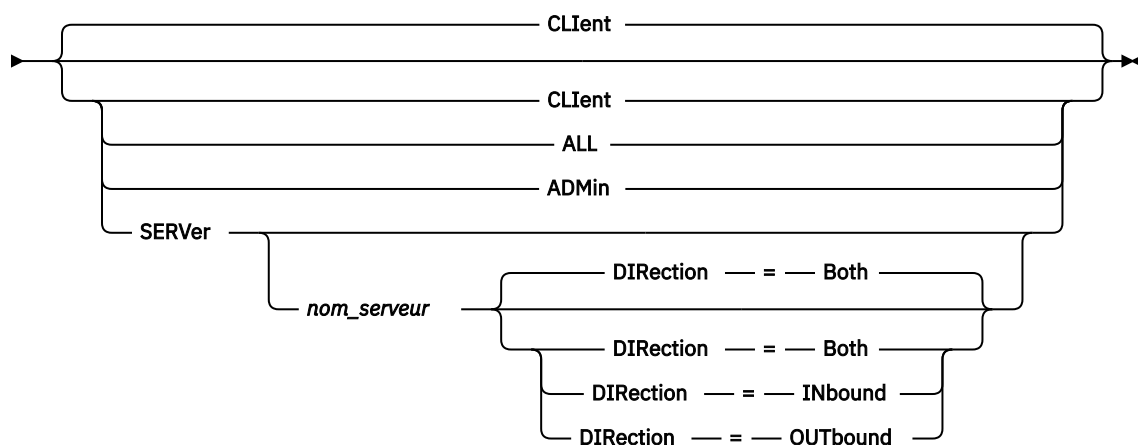 CLIent
CLIent
ALL
ADMin
SERVer
DIRection = Both
nom_serveur
DIRection = Both
DIRection = INbound
DIRection = OUTbound